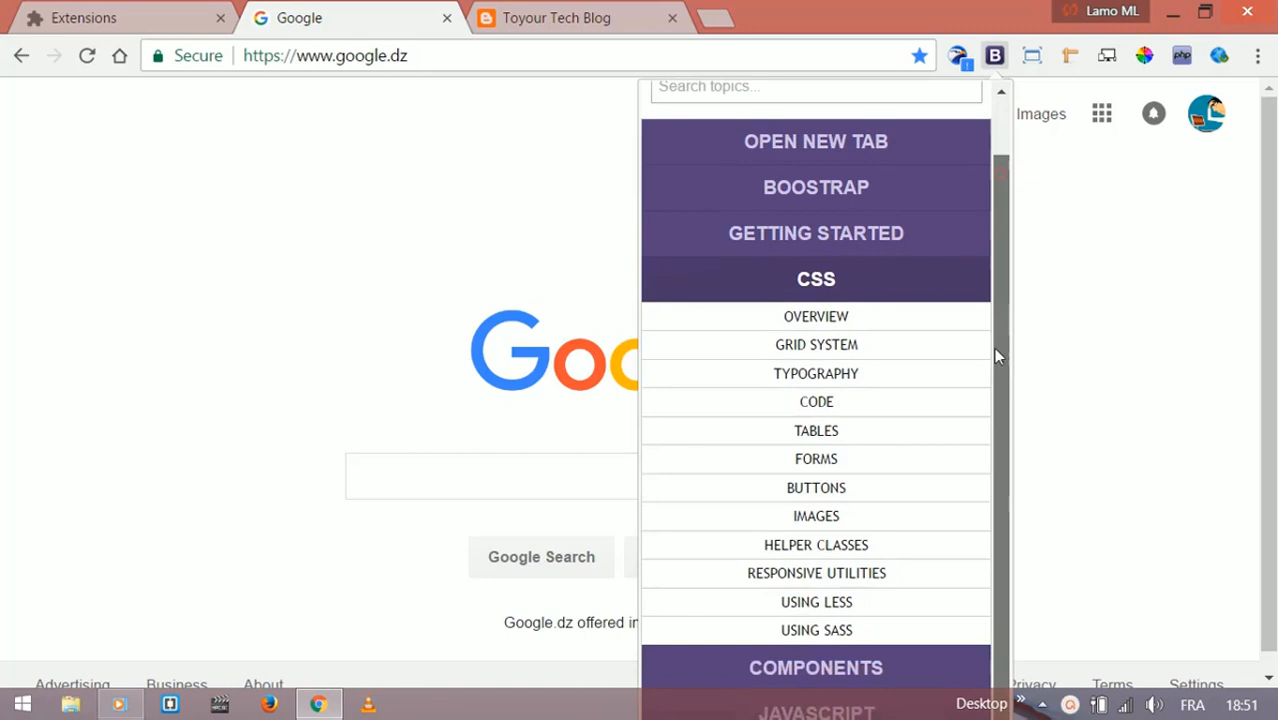 Extensions
Google
Toyour Tech Blog
Lamo ML
Secure
https://www.google.dz
B
php
Search topics...
Images
OPEN NEW TAB
BOOSTRAP
GETTING STARTED
CSS
OVERVIEW
GRID SYSTEM
TYPOGRAPHY
CODE
TABLES
FORMS
BUTTONS
IMAGES
HELPER CLASSES
RESPONSIVE UTILITIES
USING LESS
USING SASS
COMPONENTS
JAVASCRIPT
Goo
Google Search
Google.dz offered in
Advertising
Business
About
Privacy
Terms
Settings
Desktop
FRA
18:51